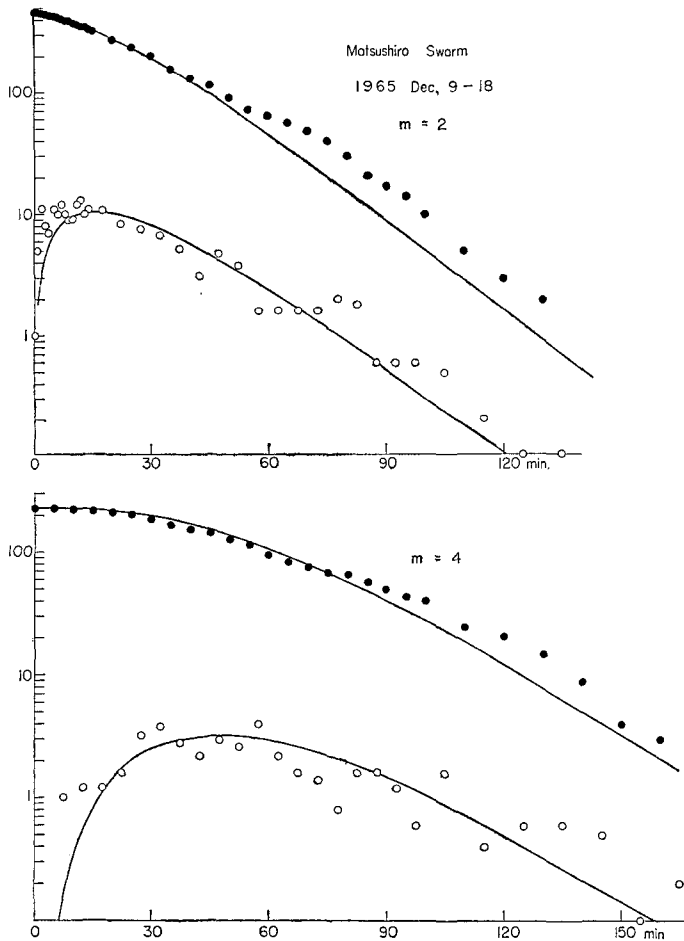 Matsushiro Swarm
1965 Dec, 9-18
m = 2
100
10
1
0 30 60 90 120 min.
m = 4
100
10
1
0 30 60 90 120 150 min